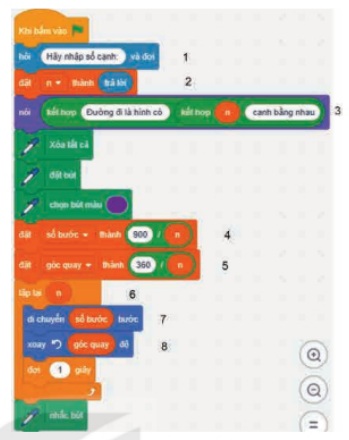 Khi bấm vào
hỏi Hãy nhập số cạnh: và đợi 1
đặt n thành trả lời 2
nói kết hợp Đường đi là hình có kết hợp n cạnh bằng nhau 3
Xóa tất cả
đặt bút
chọn bút màu
đặt số bước thành 900 / n 4
đặt góc quay thành 360 / n 5
lặp lại n 6
di chuyển số bước bước 7
xoay góc quay độ 8
đợi 1 giây
nhấc bút